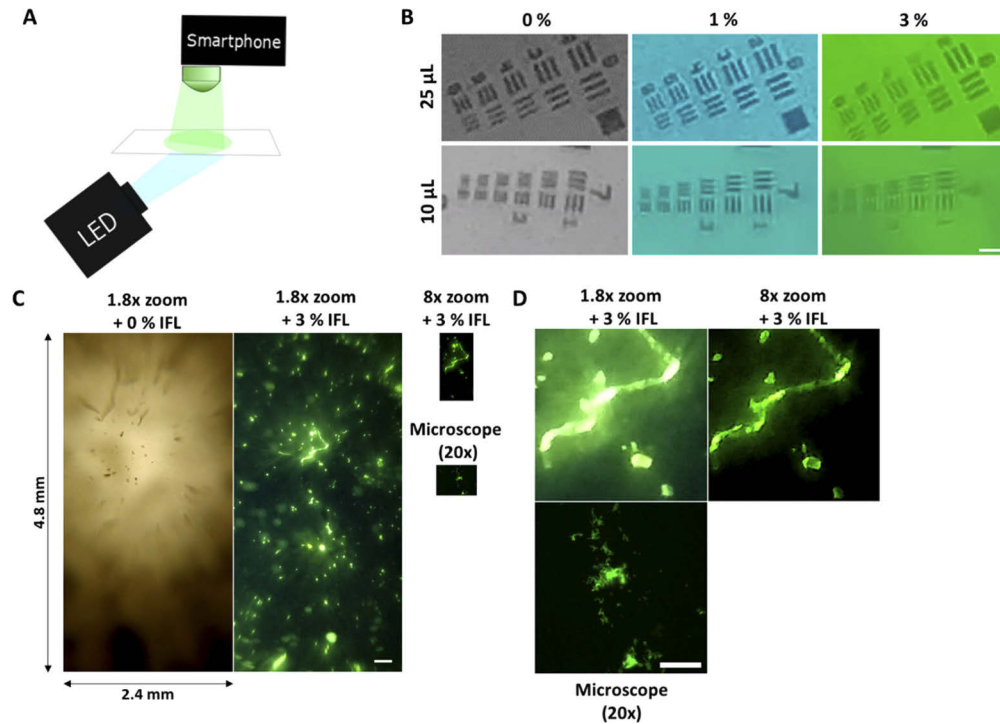 A
Smartphone
LED
B
0 %
1 %
3 %
25 µL
10 µL
C
1.8x zoom
+ 0 % IFL
1.8x zoom
+ 3 % IFL
8x zoom
+ 3 % IFL
Microscope
(20x)
4.8 mm
2.4 mm
D
1.8x zoom
+ 3 % IFL
8x zoom
+ 3 % IFL
Microscope
(20x)